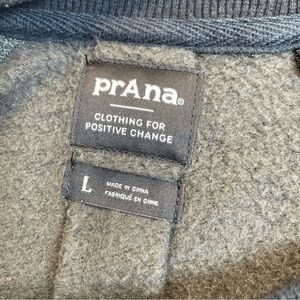 prAna®
CLOTHING FOR
POSITIVE CHANGE
L
MADE IN CHINA
FABRIQUÉ EN CHINE